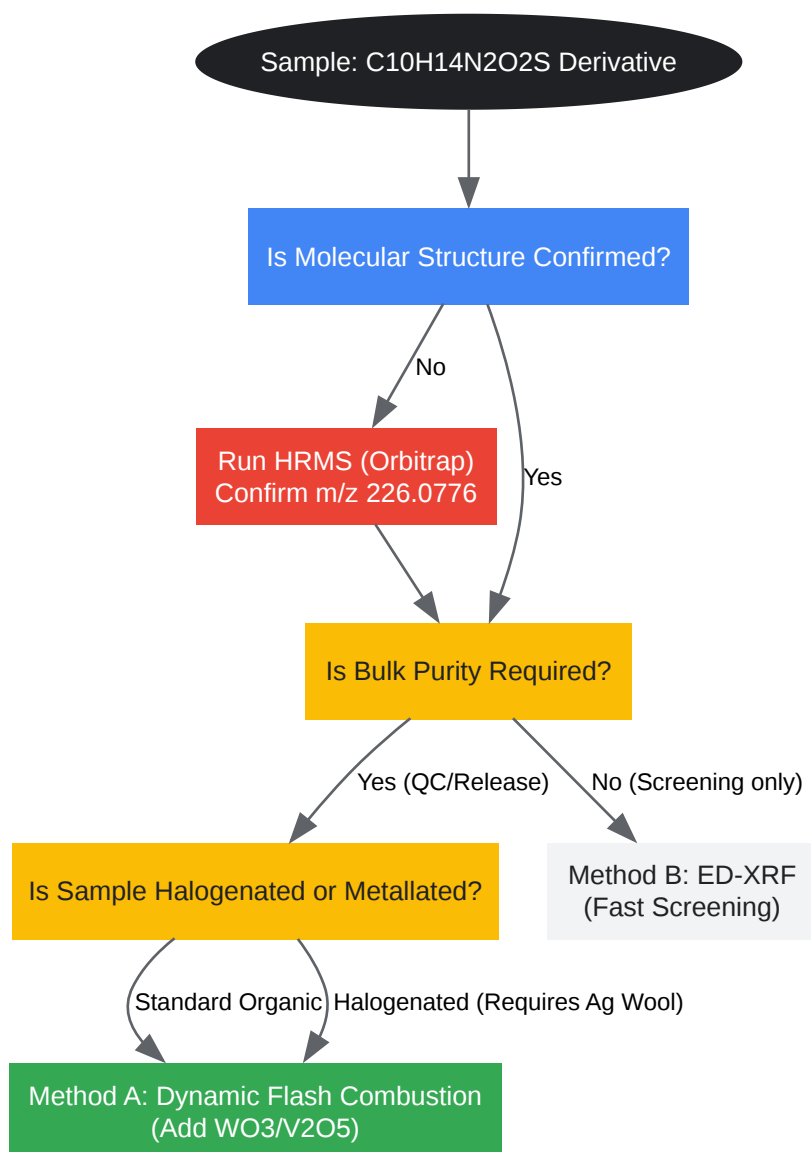 Sample: C10H14N2O2S Derivative
Is Molecular Structure Confirmed?
No
Run HRMS (Orbitrap)
Confirm m/z 226.0776
Yes
Is Bulk Purity Required?
Yes (QC/Release)
No (Screening only)
Is Sample Halogenated or Metallated?
Method B: ED-XRF
(Fast Screening)
Standard Organic
Halogenated (Requires Ag Wool)
Method A: Dynamic Flash Combustion
(Add WO3/V2O5)